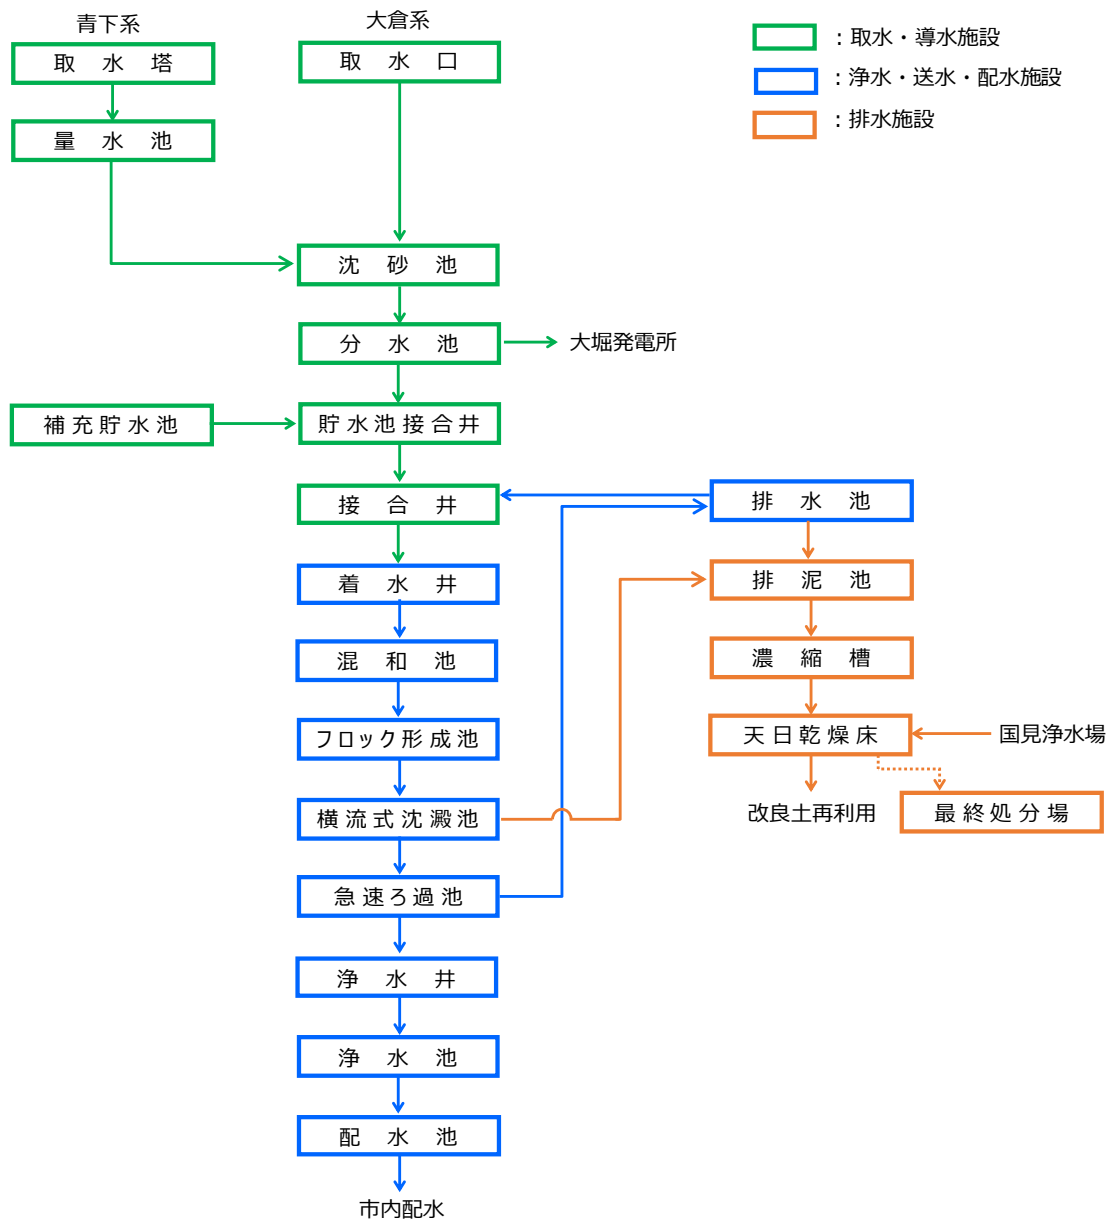 青下系
大倉系
取水塔
取水口
：取水・導水施設
：浄水・送水・配水施設
：排水施設
量水池
沈砂池
分水池
大堀発電所
補充貯水池
貯水池接合井
接合井
排水池
着水井
排泥池
混和池
濃縮槽
フロック形成池
天日乾燥床
国見浄水場
横流式沈澱池
改良土再利用
最終処分場
急速ろ過池
浄水井
浄水池
配水池
市内配水